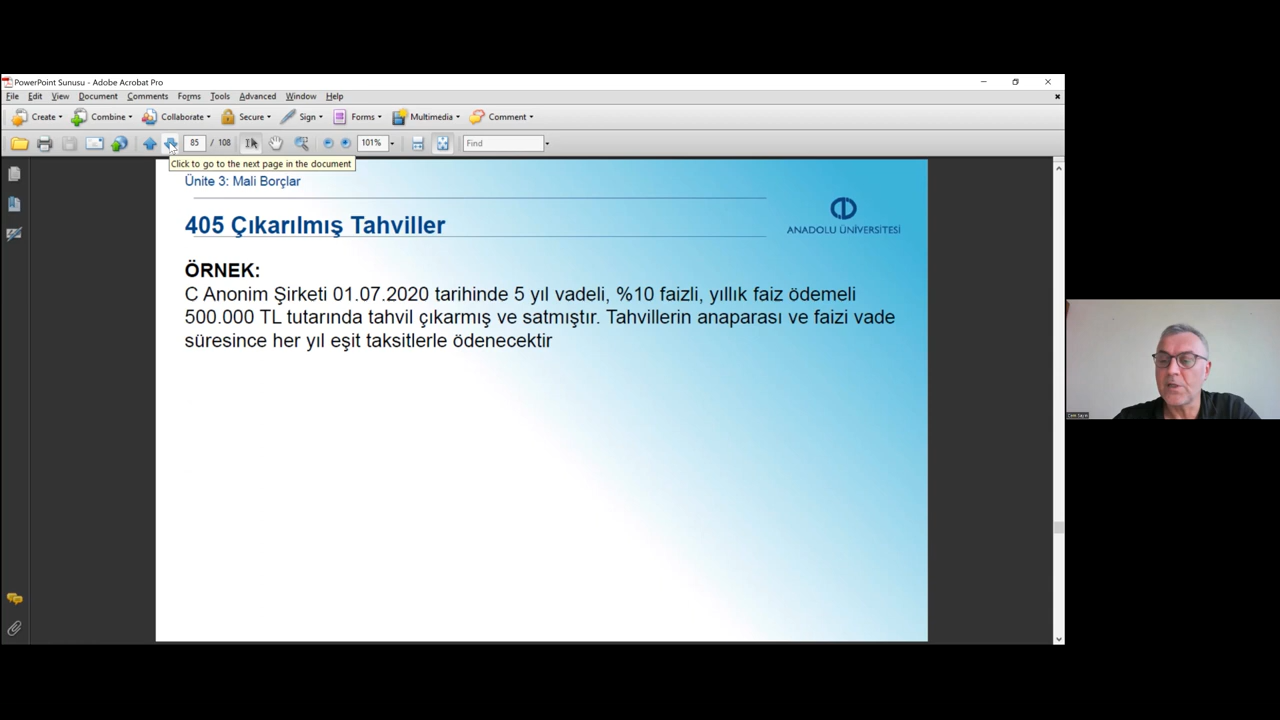 PowerPoint Sunusu - Adobe Acrobat Pro
File Edit View Document Comments Forms Tools Advanced Window Help
Create Combine Collaborate Secure Sign Forms Multimedia Comment
85 / 108 101% Find
Click to go to the next page in the document
Ünite 3: Mali Borçlar
405 Çıkarılmış Tahviller
ANADOLU ÜNİVERSİTESİ
ÖRNEK:
C Anonim Şirketi 01.07.2020 tarihinde 5 yıl vadeli, %10 faizli, yıllık faiz ödemeli
500.000 TL tutarında tahvil çıkarmış ve satmıştır. Tahvillerin anaparası ve faizi vade
süresince her yıl eşit taksitlerle ödenecektir